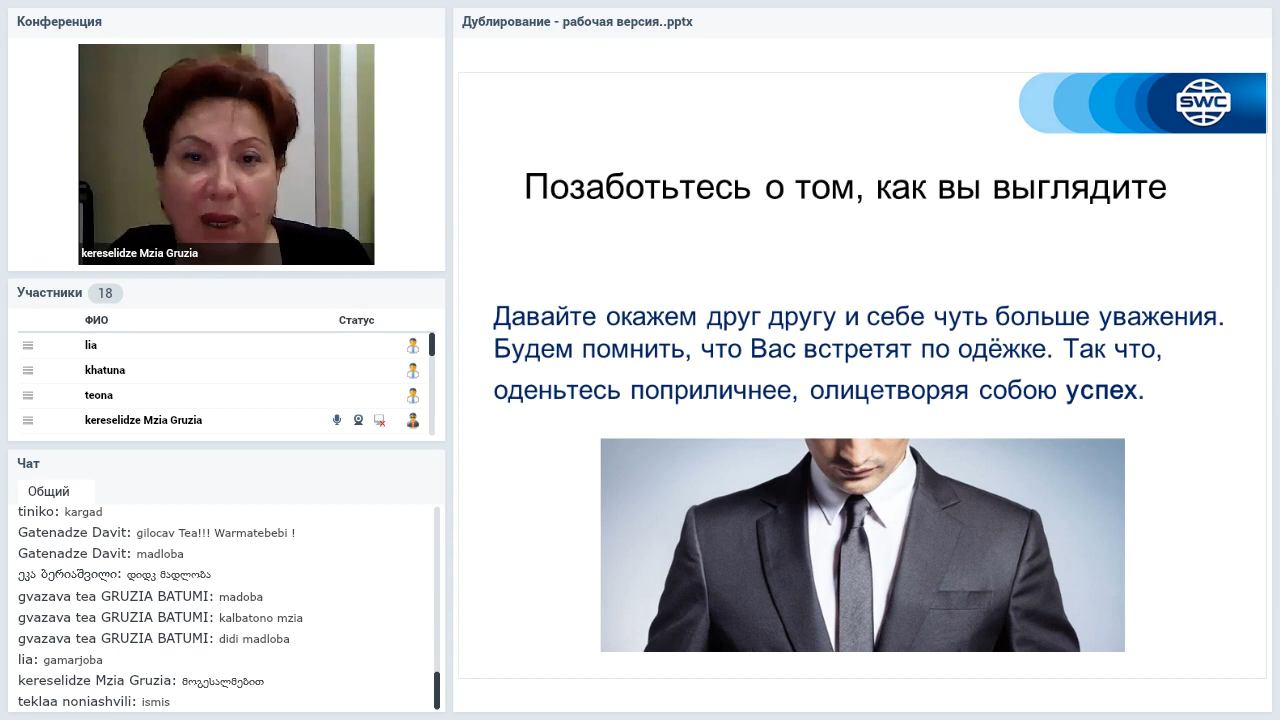 Конференция
kereselidze Mzia Gruzia
Участники 18
ФИО Статус
lia
khatuna
teona
kereselidze Mzia Gruzia
Чат
Общий
tiniko: kargad
Gatenadze Davit: gilocav Tea!!! Warmatebebi !
Gatenadze Davit: madloba
ეკა ბერიაშვილი: დიდკ მადლობა
gvazava tea GRUZIA BATUMI: madoba
gvazava tea GRUZIA BATUMI: kalbatono mzia
gvazava tea GRUZIA BATUMI: didi madloba
lia: gamarjoba
kereselidze Mzia Gruzia: მოგესალმებით
teklaa noniashvili: ismis
Дублирование - рабочая версия..pptx
SWC
Позаботьтесь о том, как вы выглядите
Давайте окажем друг другу и себе чуть больше уважения.
Будем помнить, что Вас встретят по одёжке. Так что,
оденьтесь поприличнее, олицетворяя собою успех.